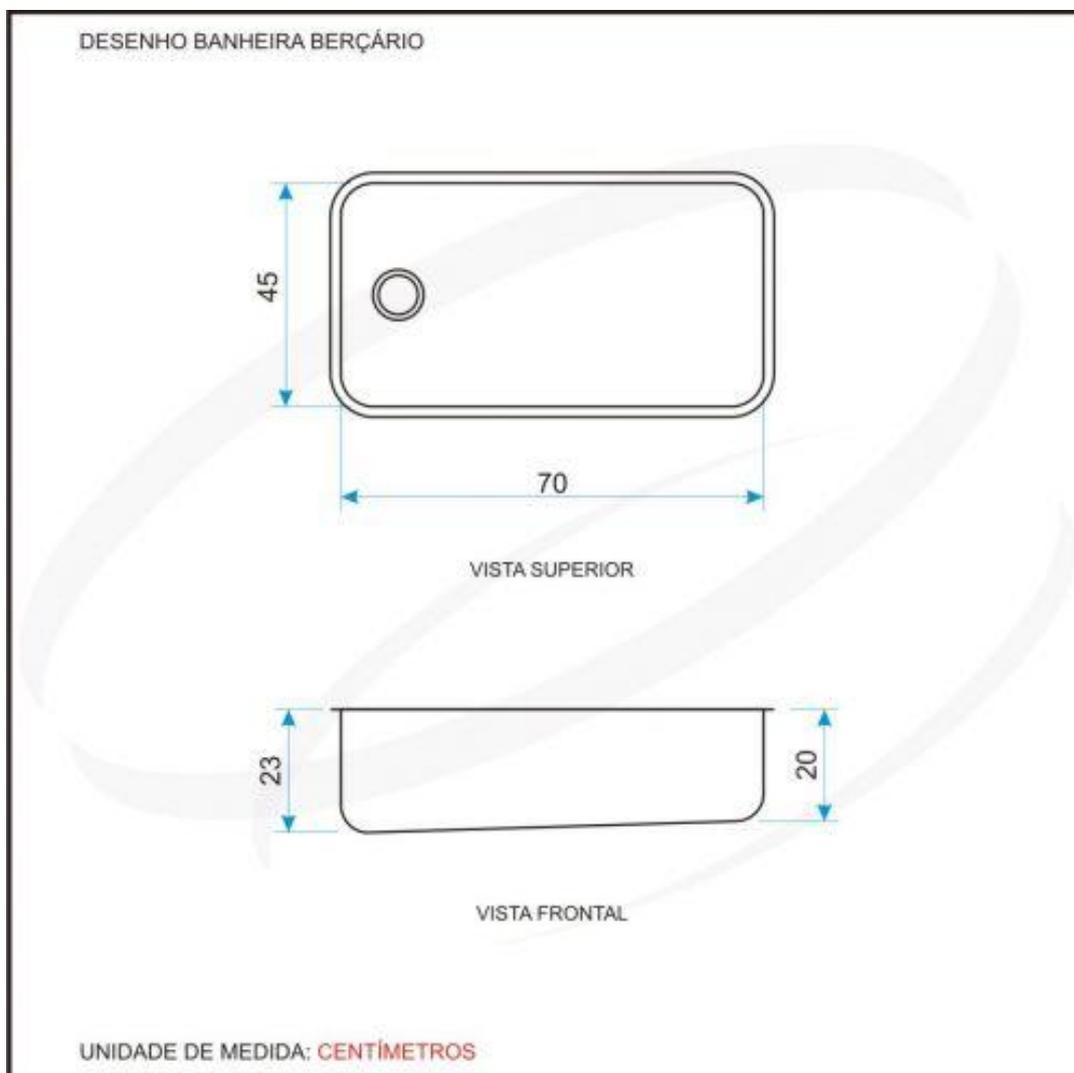 DESENHO BANHEIRA BERÇÁRIO
45
70
VISTA SUPERIOR
23
20
VISTA FRONTAL
UNIDADE DE MEDIDA: CENTÍMETROS